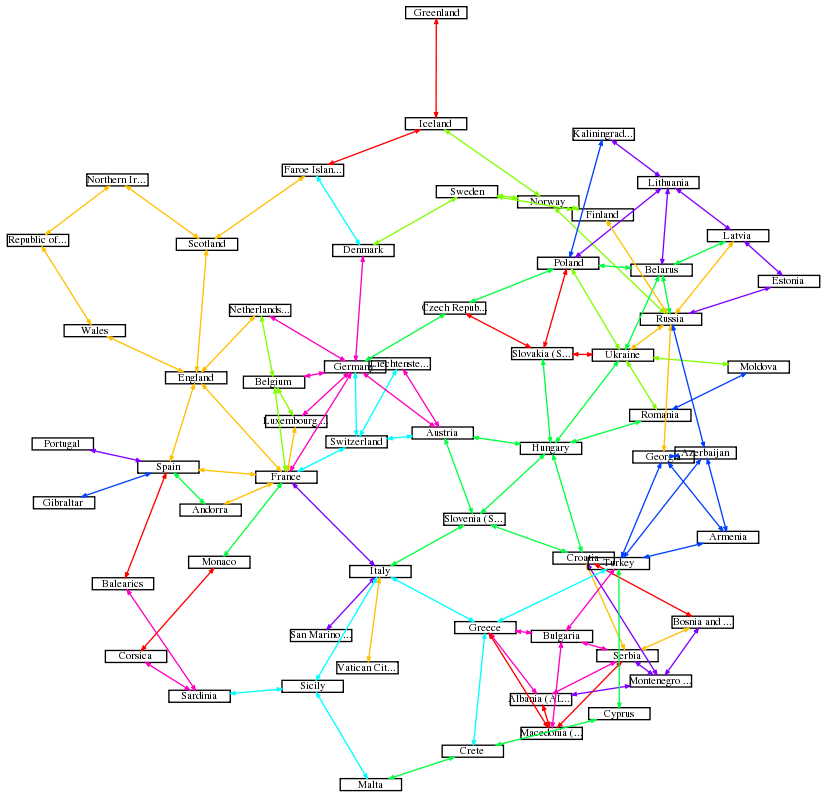 Greenland
Iceland
Kaliningrad...
Faroe Islan...
Northern Ir...
Lithuania
Sweden
Norway
Finland
Republic of...
Scotland
Latvia
Denmark
Poland
Belarus
Estonia
Netherlands...
Czech Repub...
Russia
Wales
Slovakia (S...
Ukraine
Germany
Liechtenste...
Moldova
England
Belgium
Luxembourg ...
Romania
Portugal
Switzerland
Austria
Hungary
Georgia
Azerbaijan
Spain
France
Gibraltar
Andorra
Slovenia (S...
Armenia
Monaco
Italy
Croatia
Turkey
Balearics
San Marino ...
Greece
Bulgaria
Bosnia and ...
Corsica
Vatican Cit...
Serbia
Sardinia
Sicily
Montenegro ...
Albania (AL...
Cyprus
Macedonia (...
Crete
Malta